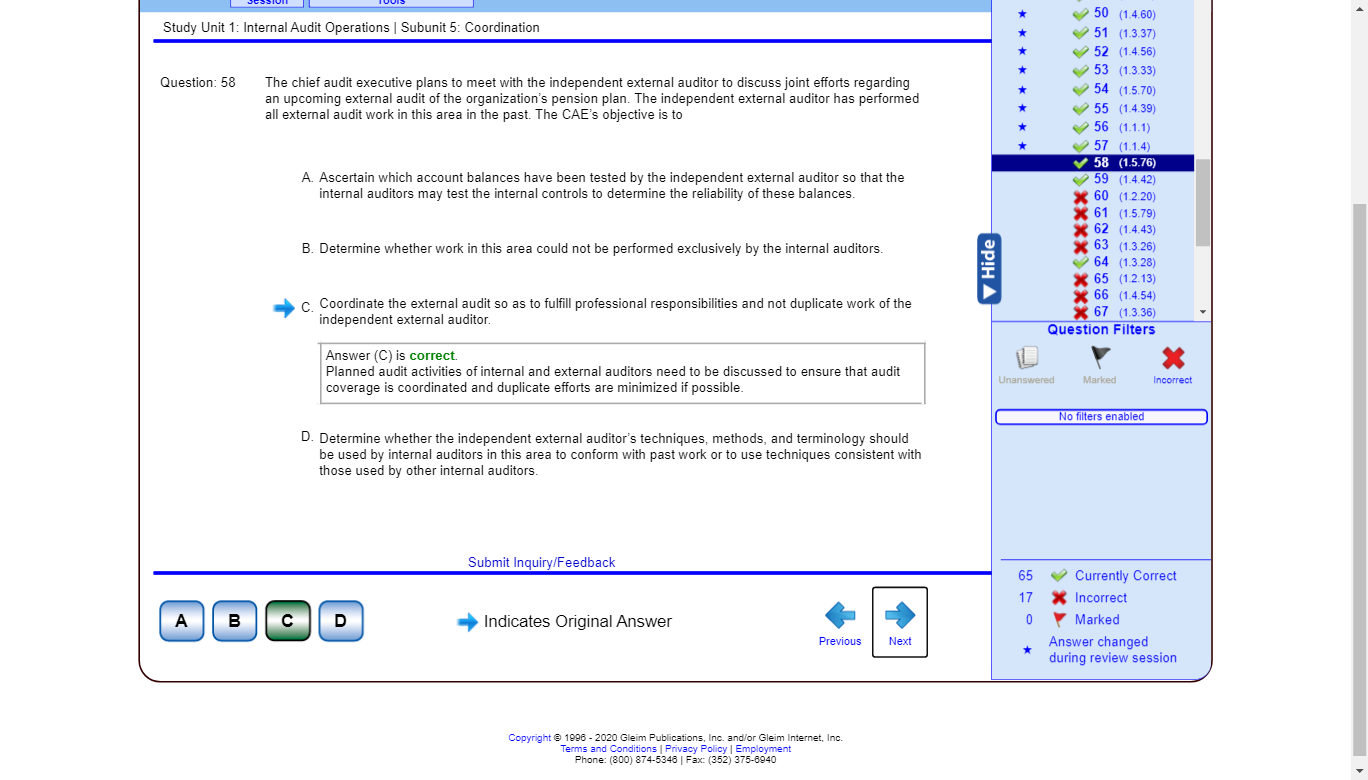 Session
Tools
Study Unit 1: Internal Audit Operations | Subunit 5: Coordination
Question: 58
The chief audit executive plans to meet with the independent external auditor to discuss joint efforts regarding
an upcoming external audit of the organization's pension plan. The independent external auditor has performed
all external audit work in this area in the past. The CAE's objective is to
A. Ascertain which account balances have been tested by the independent external auditor so that the
internal auditors may test the internal controls to determine the reliability of these balances.
B. Determine whether work in this area could not be performed exclusively by the internal auditors.
C. Coordinate the external audit so as to fulfill professional responsibilities and not duplicate work of the
independent external auditor.
Answer (C) is correct.
Planned audit activities of internal and external auditors need to be discussed to ensure that audit
coverage is coordinated and duplicate efforts are minimized if possible.
D. Determine whether the independent external auditor's techniques, methods, and terminology should
be used by internal auditors in this area to conform with past work or to use techniques consistent with
those used by other internal auditors.
Submit Inquiry/Feedback
A B C D
Indicates Original Answer
Previous
Next
50 (1.4.60)
51 (1.3.37)
52 (1.4.56)
53 (1.3.33)
54 (1.5.70)
55 (1.4.39)
56 (1.1.1)
57 (1.1.4)
58 (1.5.76)
59 (1.4.42)
60 (1.2.20)
61 (1.5.79)
62 (1.4.43)
63 (1.3.26)
64 (1.3.28)
65 (1.2.13)
66 (1.4.54)
67 (1.3.36)
Hide
Question Filters
Unanswered
Marked
Incorrect
No filters enabled
65 Currently Correct
17 Incorrect
0 Marked
Answer changed
during review session
Copyright © 1996 - 2020 Gleim Publications, Inc. and/or Gleim Internet, Inc.
Terms and Conditions | Privacy Policy | Employment
Phone: (800) 874-5346 | Fax: (352) 375-6940